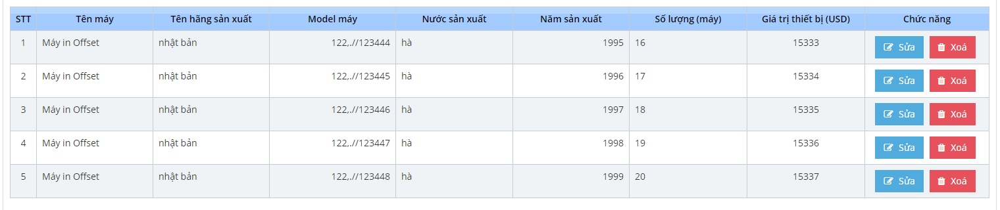 STT Tên máy Tên hãng sản xuất Model máy Nước sản xuất Năm sản xuất Số lượng (máy) Giá trị thiết bị (USD) Chức năng
1 Máy in Offset nhật bản 122,.//123444 hà 1995 16 15333 Sửa Xoá
2 Máy in Offset nhật bản 122,.//123445 hà 1996 17 15334 Sửa Xoá
3 Máy in Offset nhật bản 122,.//123446 hà 1997 18 15335 Sửa Xoá
4 Máy in Offset nhật bản 122,.//123447 hà 1998 19 15336 Sửa Xoá
5 Máy in Offset nhật bản 122,.//123448 hà 1999 20 15337 Sửa Xoá